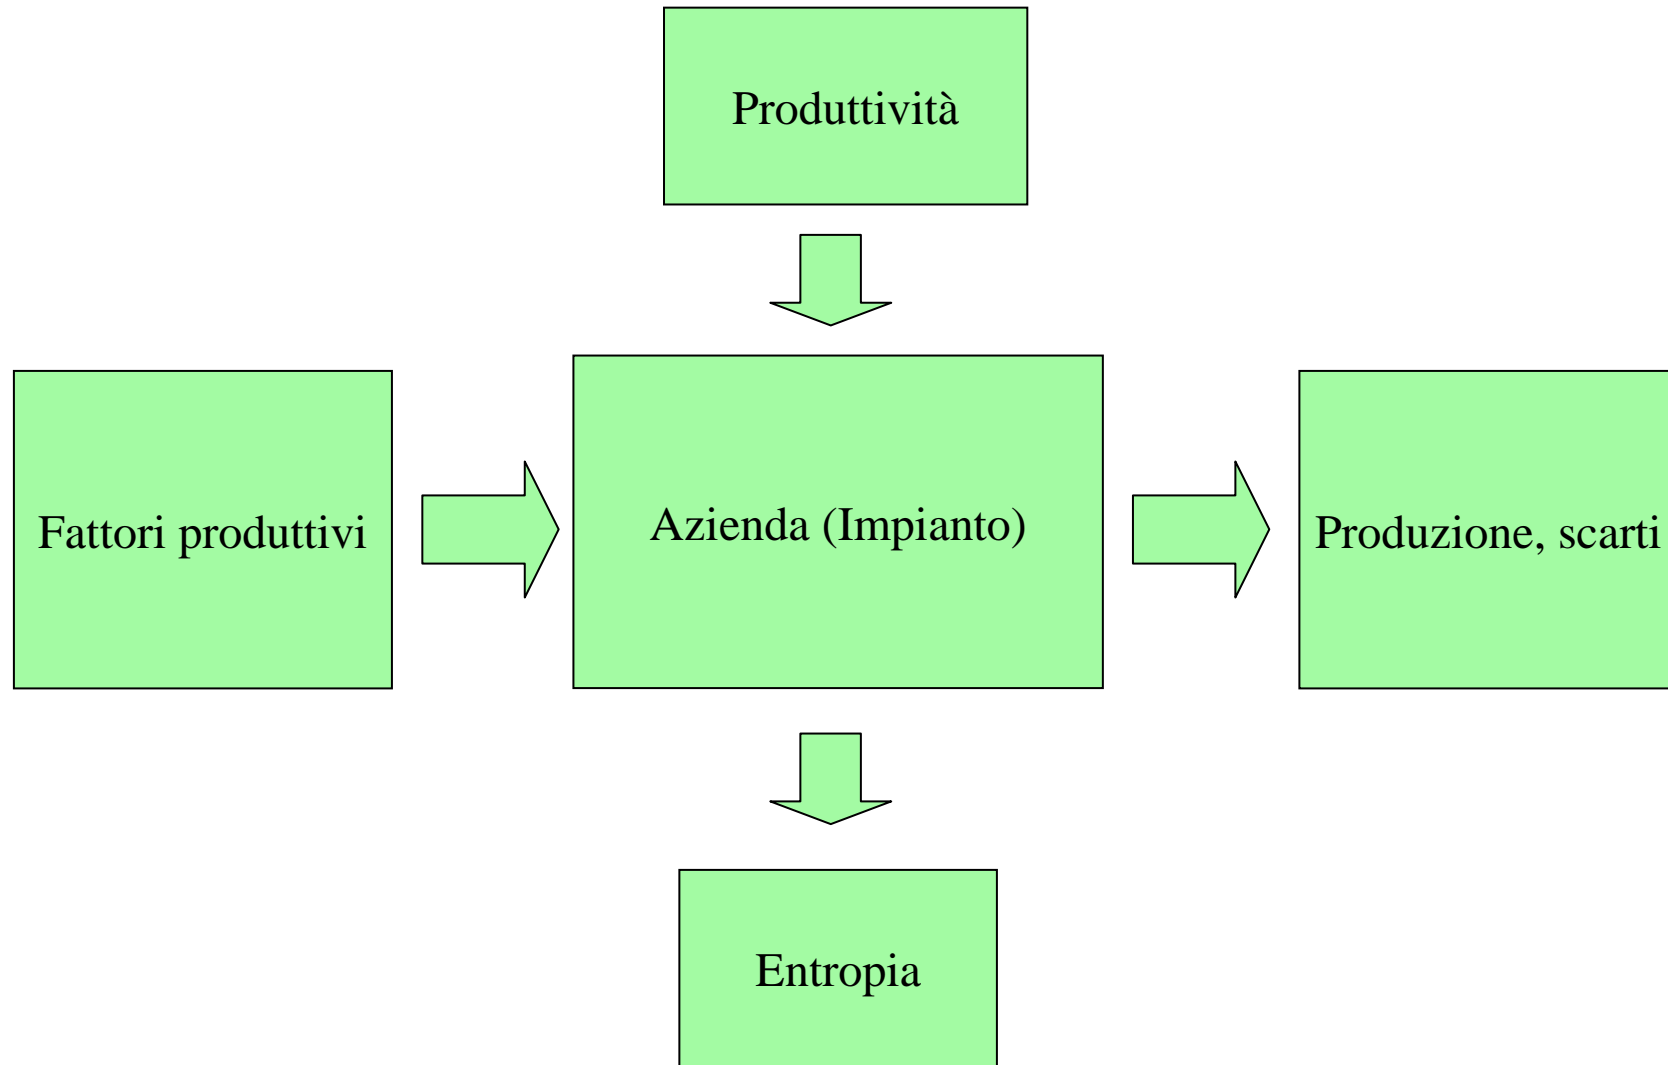 Produttività
Fattori produttivi
Azienda (Impianto)
Produzione, scarti
Entropia